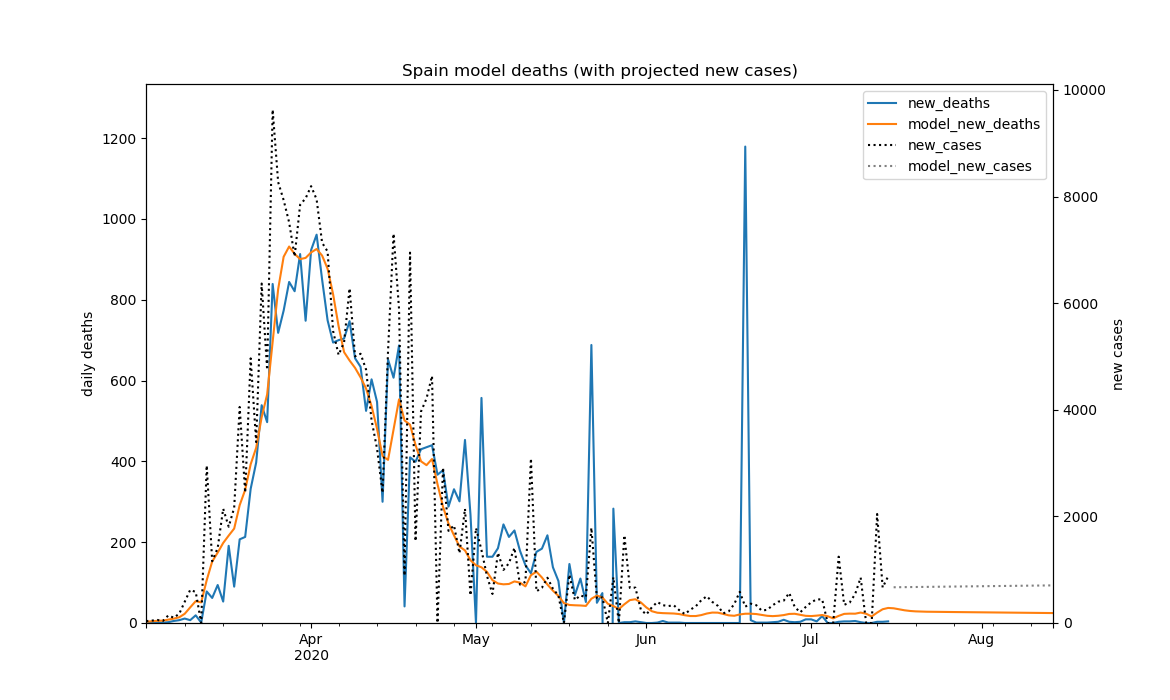 Spain model deaths (with projected new cases)
new_deaths
model_new_deaths
new_cases
model_new_cases
daily deaths
1200
1000
800
600
400
200
0
10000
8000
6000
4000
2000
0
new cases
Apr
2020
May
Jun
Jul
Aug